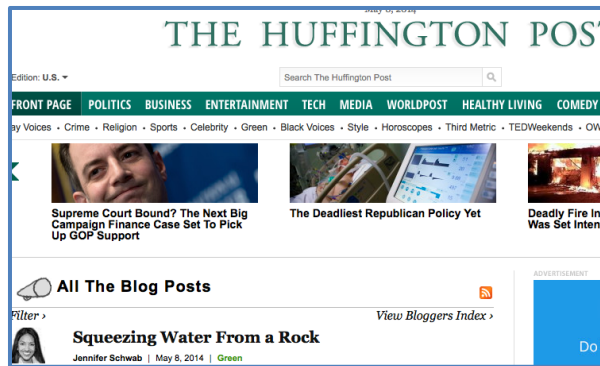 May 8, 2014
THE HUFFINGTON POST
Edition: U.S.
Search The Huffington Post
FRONT PAGE POLITICS BUSINESS ENTERTAINMENT TECH MEDIA WORLDPOST HEALTHY LIVING COMEDY
ay Voices • Crime • Religion • Sports • Celebrity • Green • Black Voices • Style • Horoscopes • Third Metric • TEDWeekends • OW
Supreme Court Bound? The Next Big
Campaign Finance Case Set To Pick
Up GOP Support
The Deadliest Republican Policy Yet
Deadly Fire In
Was Set Inten
All The Blog Posts
ADVERTISEMENT
Filter ›
View Bloggers Index ›
Squeezing Water From a Rock
Jennifer Schwab | May 8, 2014 | Green
Do